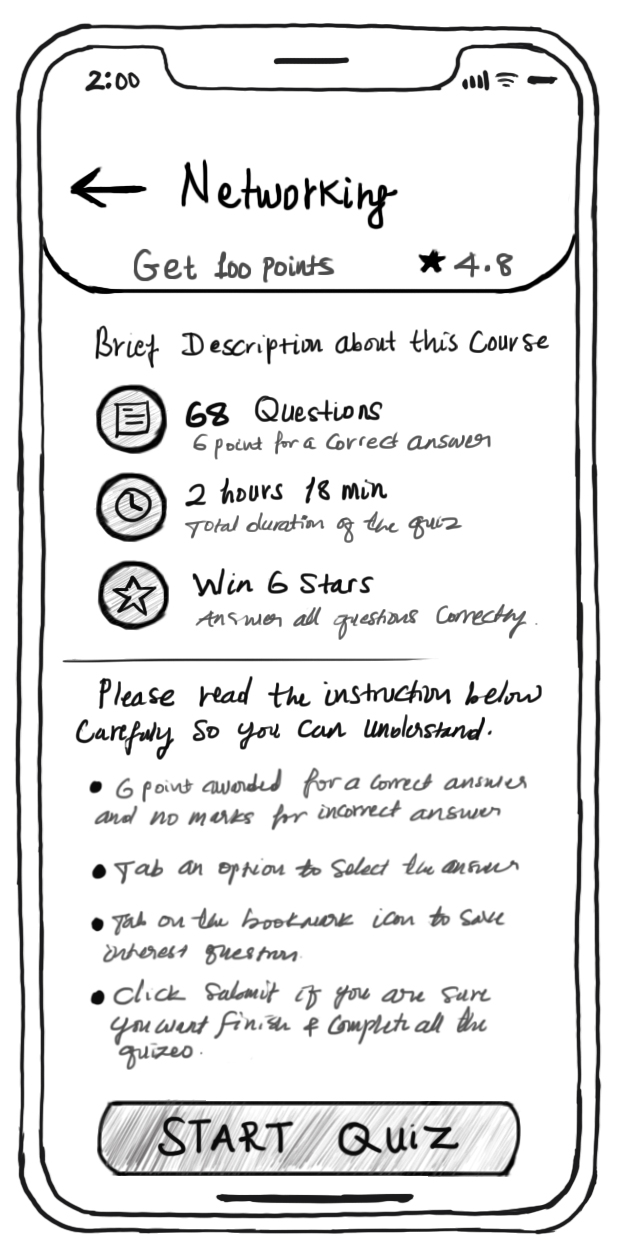 2:00
Networking
Get 100 points
4.8
Brief Description about this Course
68 Questions
6 point for a Correct answer
2 hours 18 min
Total duration of the quiz
Win 6 Stars
Answer all questions Correctly.
Please read the instruction below
Carefuly so you can understand.
• 6 point awarded for a correct answer
and no marks for incorrect answer
• Tab an option to select the answer
• Tab on the bookmark icon to save
interest question.
• Click Submit if you are sure
you want finish & complete all the
quizes.
START QUIZ